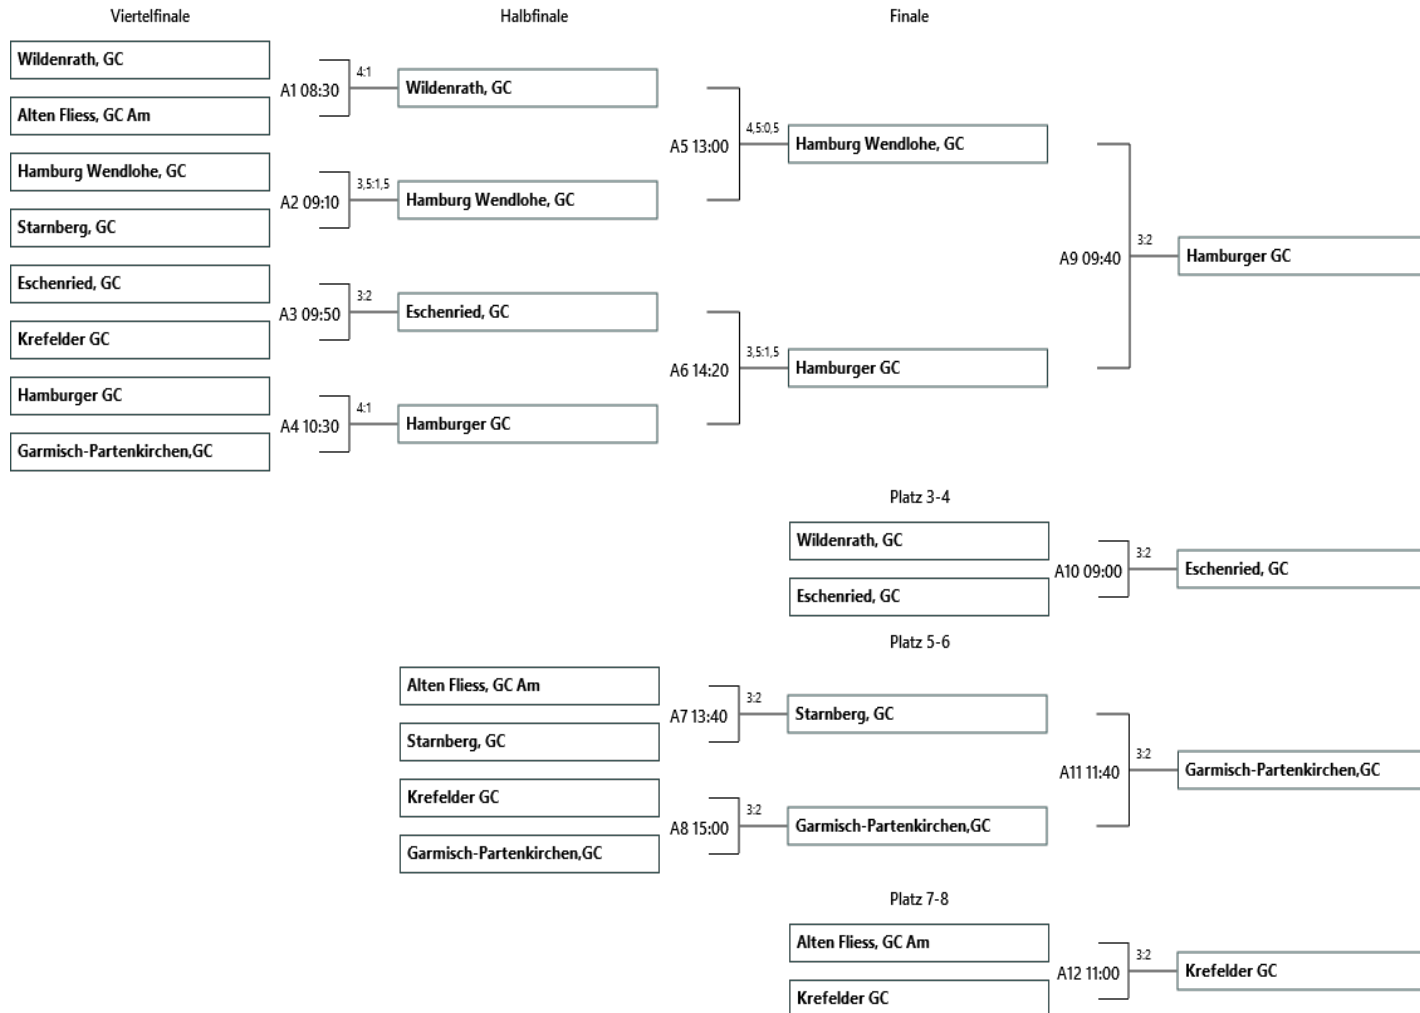 Viertelfinale
Halbfinale
Finale
Wildenrath, GC
A1 08:30
4:1
Wildenrath, GC
Alten Fliess, GC Am
A5 13:00
4,5:0,5
Hamburg Wendlohe, GC
Hamburg Wendlohe, GC
A2 09:10
3,5:1,5
Hamburg Wendlohe, GC
Starnberg, GC
A9 09:40
3:2
Hamburger GC
Eschenried, GC
A3 09:50
3:2
Eschenried, GC
Krefelder GC
A6 14:20
3,5:1,5
Hamburger GC
Hamburger GC
A4 10:30
4:1
Hamburger GC
Garmisch-Partenkirchen,GC
Platz 3-4
Wildenrath, GC
A10 09:00
3:2
Eschenried, GC
Eschenried, GC
Platz 5-6
Alten Fliess, GC Am
A7 13:40
3:2
Starnberg, GC
Starnberg, GC
A11 11:40
3:2
Garmisch-Partenkirchen,GC
Krefelder GC
A8 15:00
3:2
Garmisch-Partenkirchen,GC
Garmisch-Partenkirchen,GC
Platz 7-8
Alten Fliess, GC Am
A12 11:00
3:2
Krefelder GC
Krefelder GC